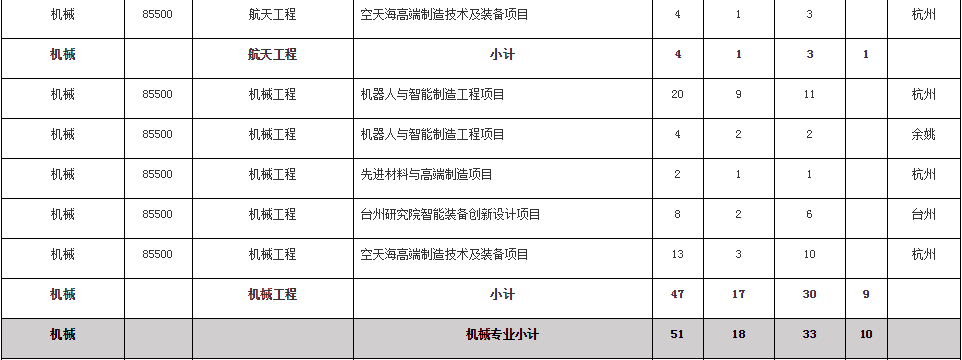 机械 85500 航天工程 空天海高端制造技术及装备项目 4 1 3 杭州
机械 航天工程 小计 4 1 3 1
机械 85500 机械工程 机器人与智能制造工程项目 20 9 11 杭州
机械 85500 机械工程 机器人与智能制造工程项目 4 2 2 余姚
机械 85500 机械工程 先进材料与高端制造项目 2 1 1 杭州
机械 85500 机械工程 台州研究院智能装备创新设计项目 8 2 6 台州
机械 85500 机械工程 空天海高端制造技术及装备项目 13 3 10 杭州
机械 机械工程 小计 47 17 30 9
机械 机械专业小计 51 18 33 10